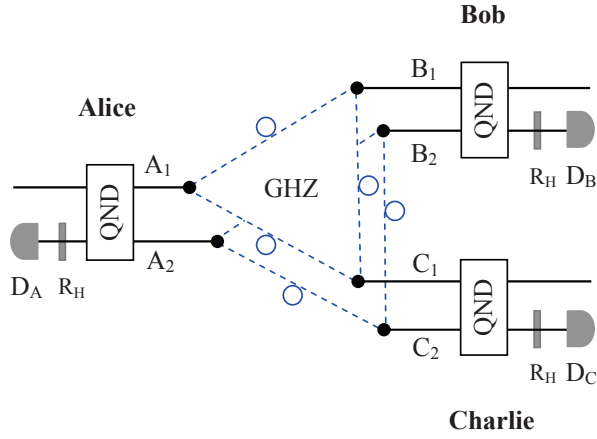 Bob
B1
QND
B2
RH
DB
Alice
A1
QND
A2
DA
RH
GHZ
C1
QND
C2
RH
DC
Charlie